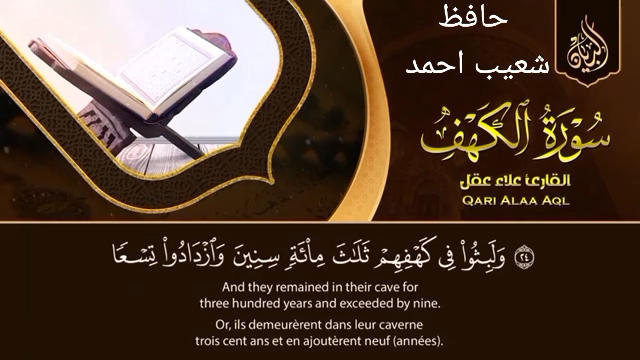 حافظ
شعيب احمد
البريان
سُورَةُ الكَهْفِ
القارئ علاء عقل
QARI ALAA AQL
وَلَبِثُوا۟ فِى كَهْفِهِمْ ثَلَٰثَ مِا۟ئَةٍۢ سِنِينَ وَٱزْدَادُوا۟ تِسْعًا ٢٤
And they remained in their cave for
three hundred years and exceeded by nine.
Or, ils demeurèrent dans leur caverne
trois cent ans et en ajoutèrent neuf (années).